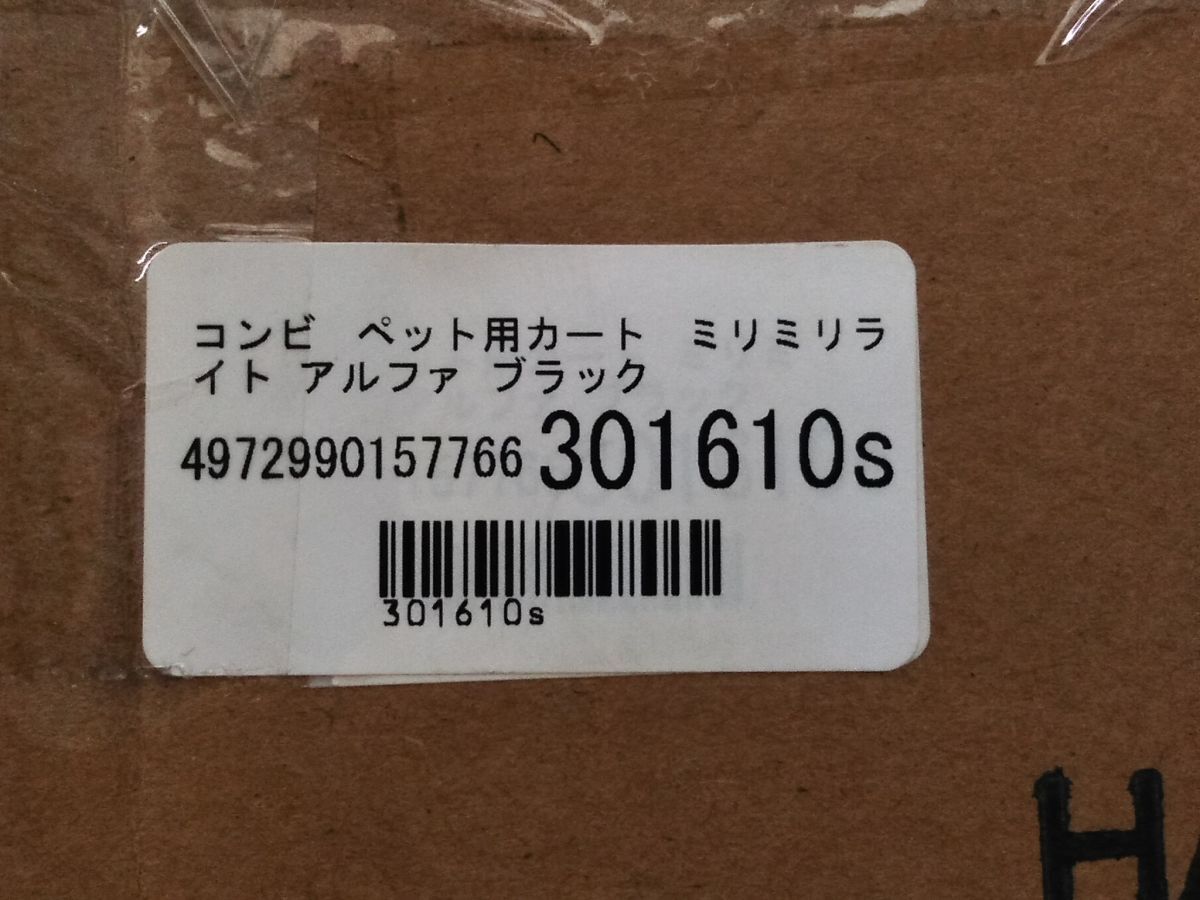 コンビ　ペット用カート　ミリミリラ
イト アルファ ブラック
4972990157766 301610s
301610s
H